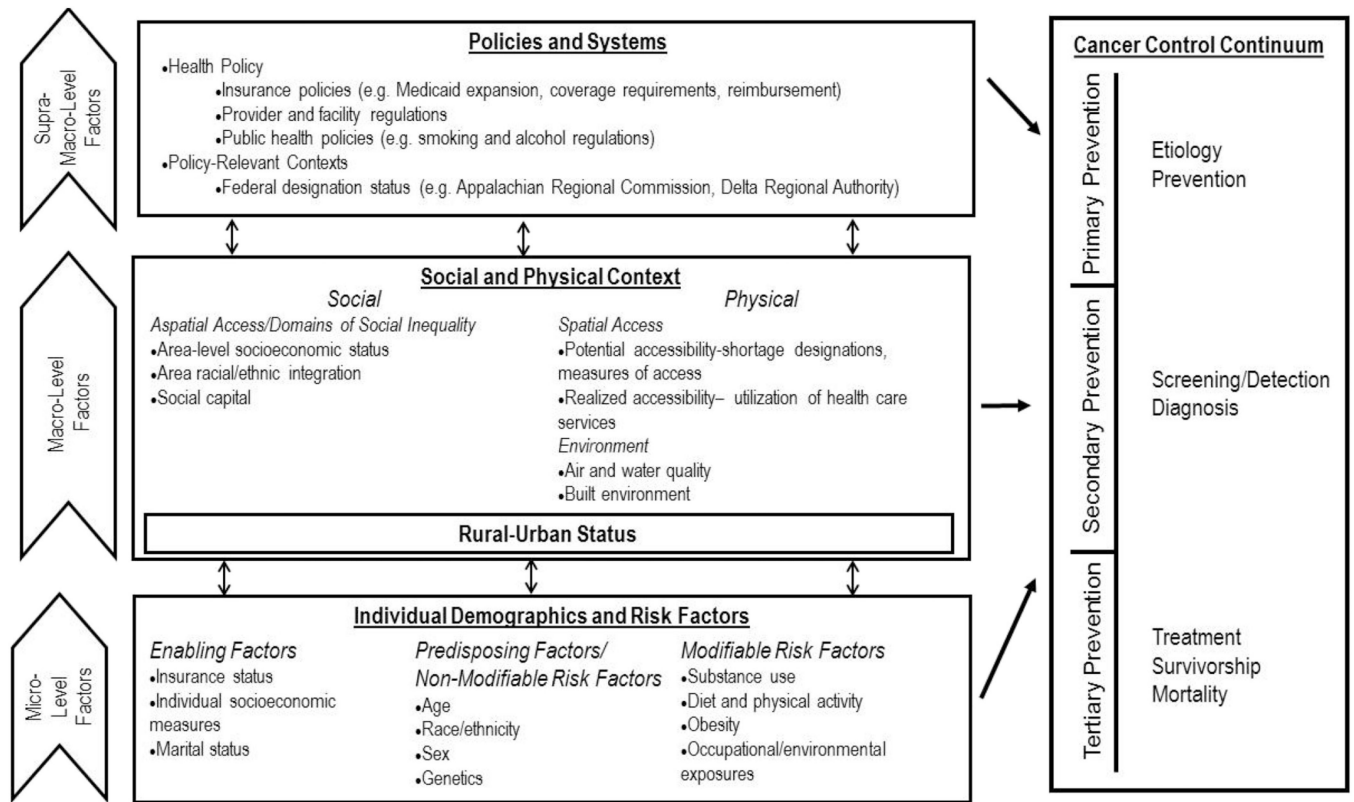 Supra-
Macro-Level
Factors
Policies and Systems
•Health Policy
•Insurance policies (e.g. Medicaid expansion, coverage requirements, reimbursement)
•Provider and facility regulations
•Public health policies (e.g. smoking and alcohol regulations)
•Policy-Relevant Contexts
•Federal designation status (e.g. Appalachian Regional Commission, Delta Regional Authority)
Macro-Level
Factors
Social and Physical Context
Social
Aspatial Access/Domains of Social Inequality
•Area-level socioeconomic status
•Area racial/ethnic integration
•Social capital
Physical
Spatial Access
•Potential accessibility-shortage designations,
measures of access
•Realized accessibility– utilization of health care
services
Environment
•Air and water quality
•Built environment
Rural-Urban Status
Micro-
Level
Factors
Individual Demographics and Risk Factors
Enabling Factors
•Insurance status
•Individual socioeconomic
measures
•Marital status
Predisposing Factors/
Non-Modifiable Risk Factors
•Age
•Race/ethnicity
•Sex
•Genetics
Modifiable Risk Factors
•Substance use
•Diet and physical activity
•Obesity
•Occupational/environmental
exposures
Cancer Control Continuum
Primary Prevention
Etiology
Prevention
Secondary Prevention
Screening/Detection
Diagnosis
Tertiary Prevention
Treatment
Survivorship
Mortality